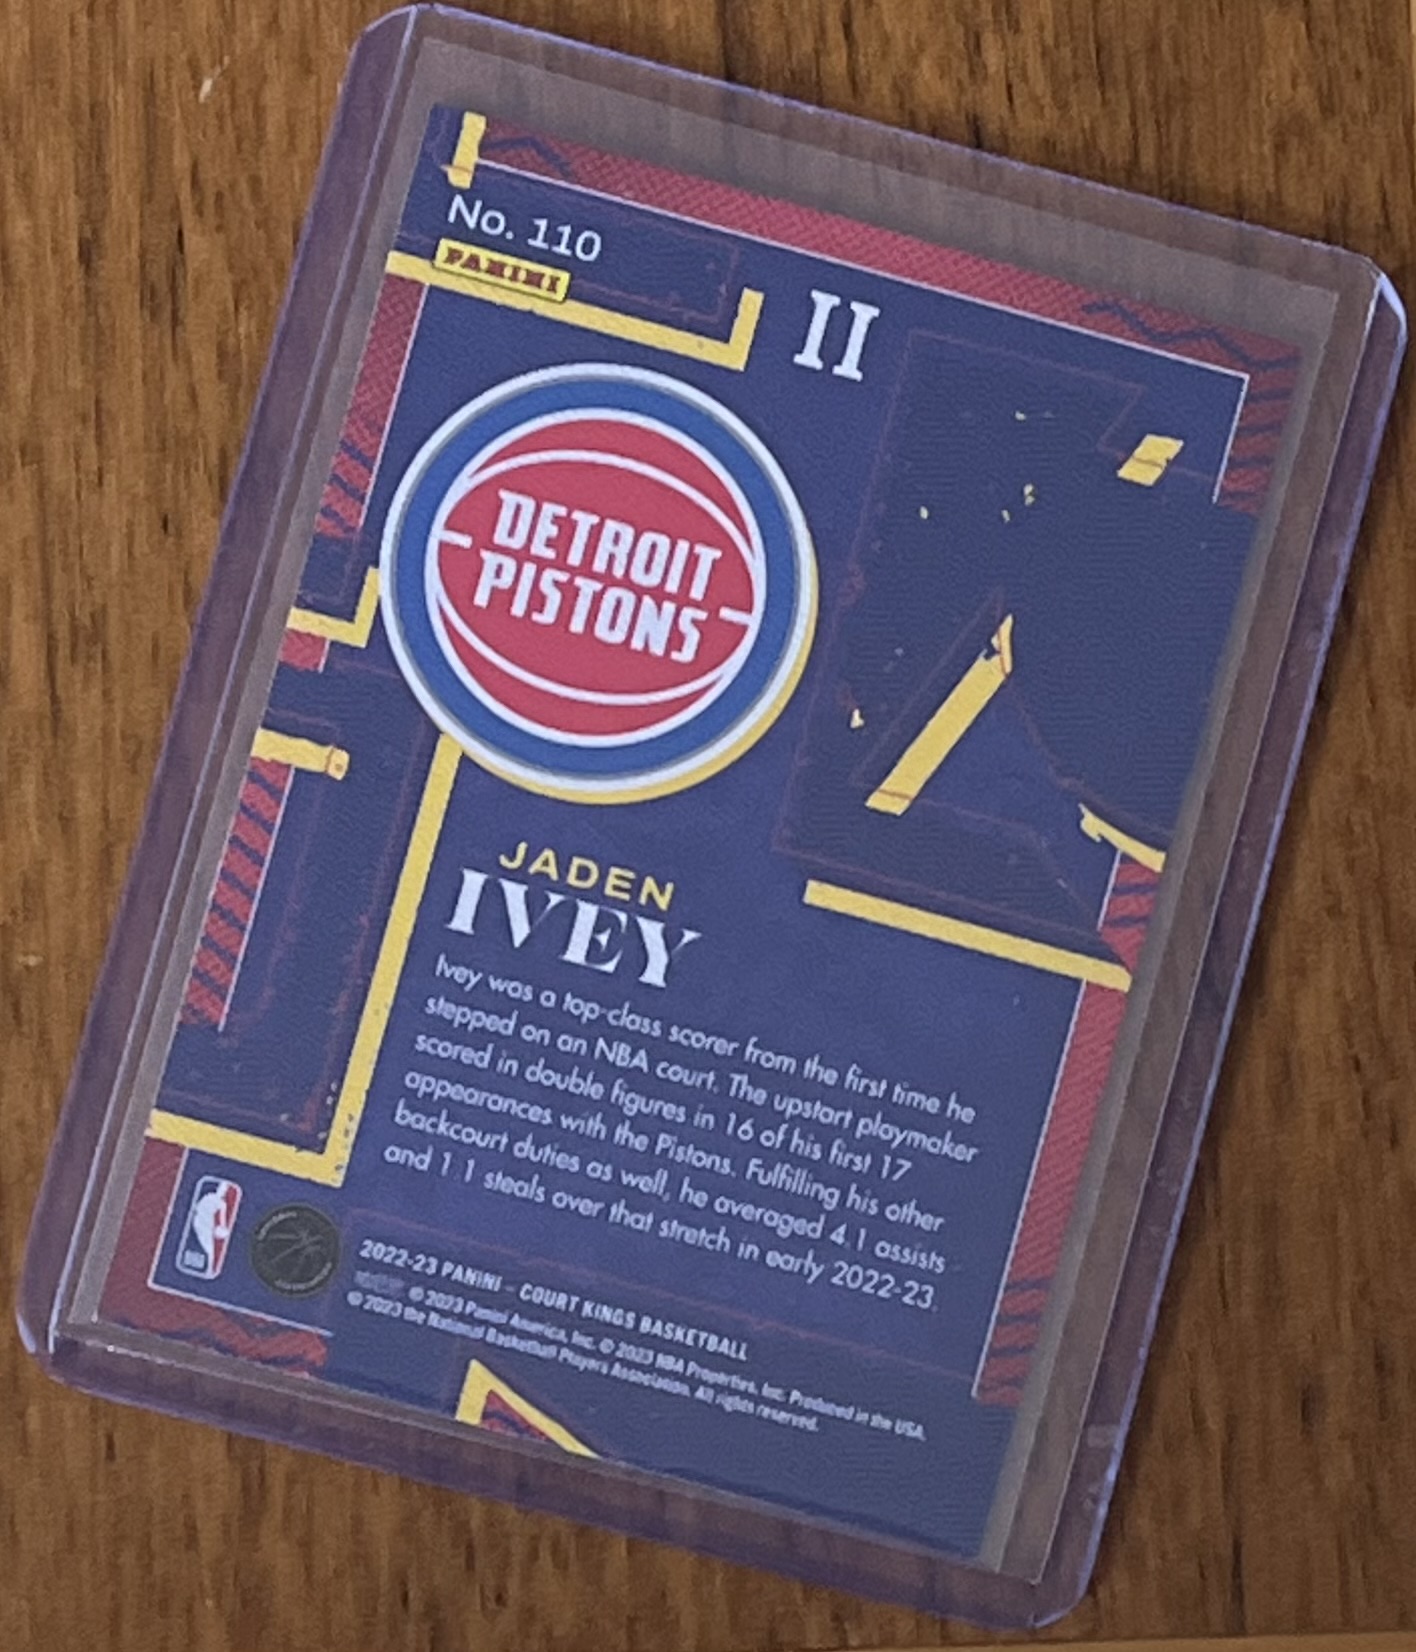 No. 110
PANINI
II
DETROIT
PISTONS
JADEN
IVEY
Ivey was a top-class scorer from the first time he
stepped on an NBA court. The upstart playmaker
scored in double figures in 16 of his first 17
appearances with the Pistons. Fulfilling his other
backcourt duties as well, he averaged 4.1 assists
and 1.1 steals over that stretch in early 2022-23.
2022-23 PANINI – COURT KINGS BASKETBALL
© 2023 Panini America, Inc. © 2023 NBA Properties, Inc. Produced in the USA.
© 2023 the National Basketball Players Association. All rights reserved.